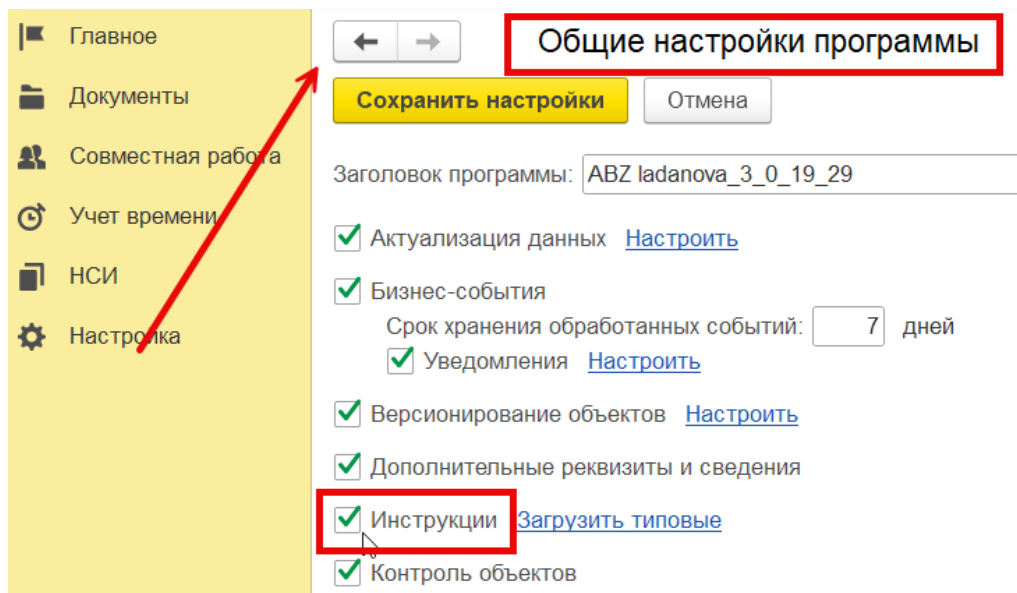 Главное
Документы
Совместная работа
Учет времени
НСИ
Настройка
Общие настройки программы
Сохранить настройки Отмена
Заголовок программы: ABZ ladanova_3_0_19_29
Актуализация данных Настроить
Бизнес-события
Срок хранения обработанных событий: 7 дней
Уведомления Настроить
Версионирование объектов Настроить
Дополнительные реквизиты и сведения
Инструкции Загрузить типовые
Контроль объектов